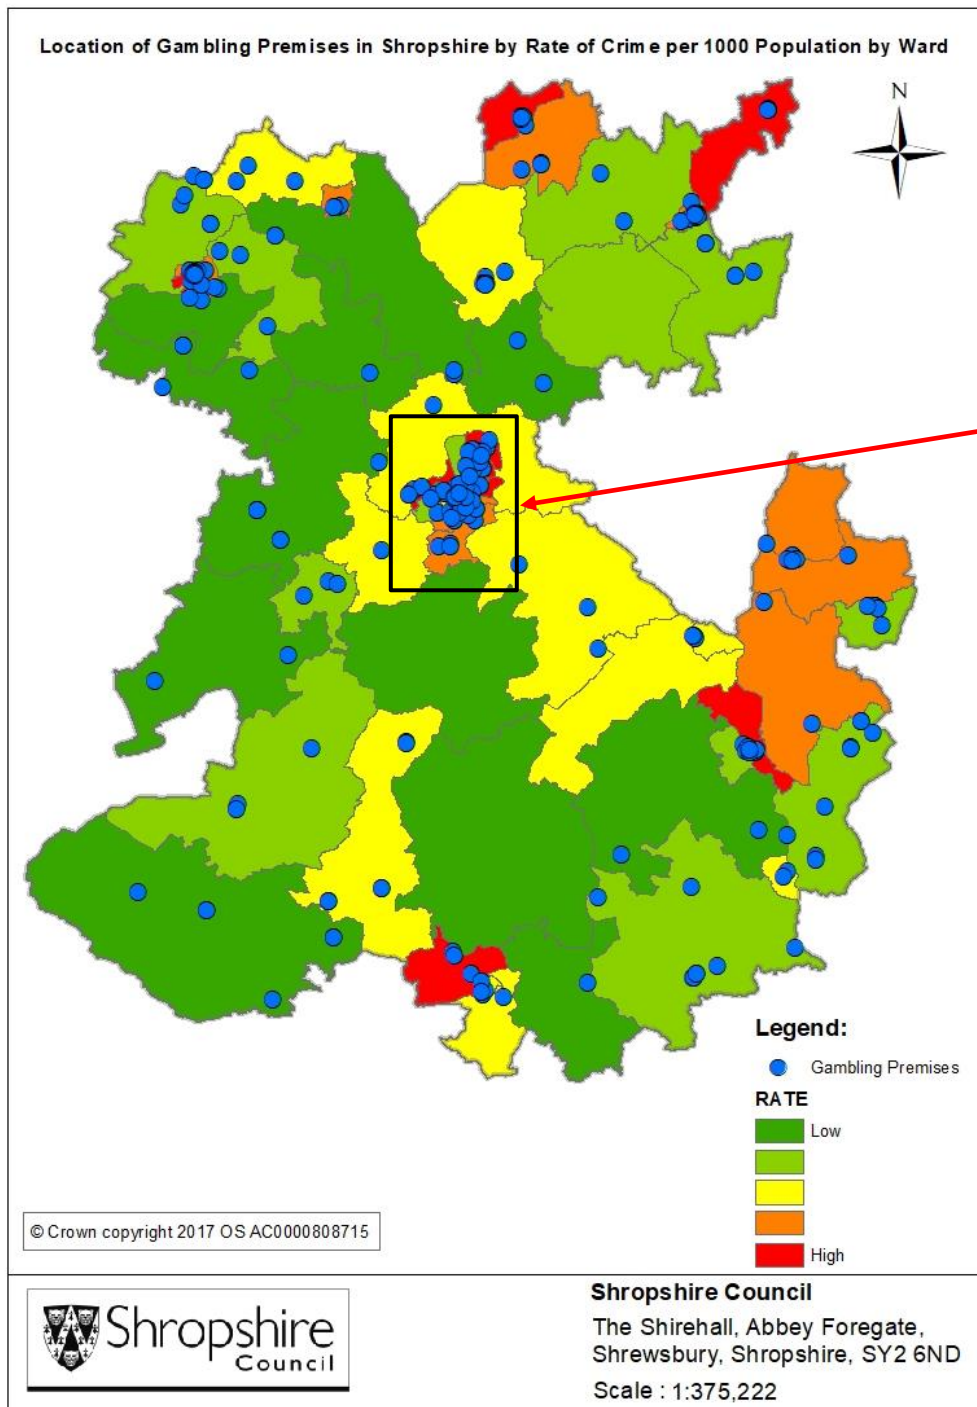 Location of Gambling Premises in Shropshire by Rate of Crime per 1000 Population by Ward
N
Legend:
Gambling Premises
RATE
Low
High
© Crown copyright 2017 OS AC0000808715
Shropshire
Council
Shropshire Council
The Shirehall, Abbey Foregate,
Shrewsbury, Shropshire, SY2 6ND
Scale : 1:375,222